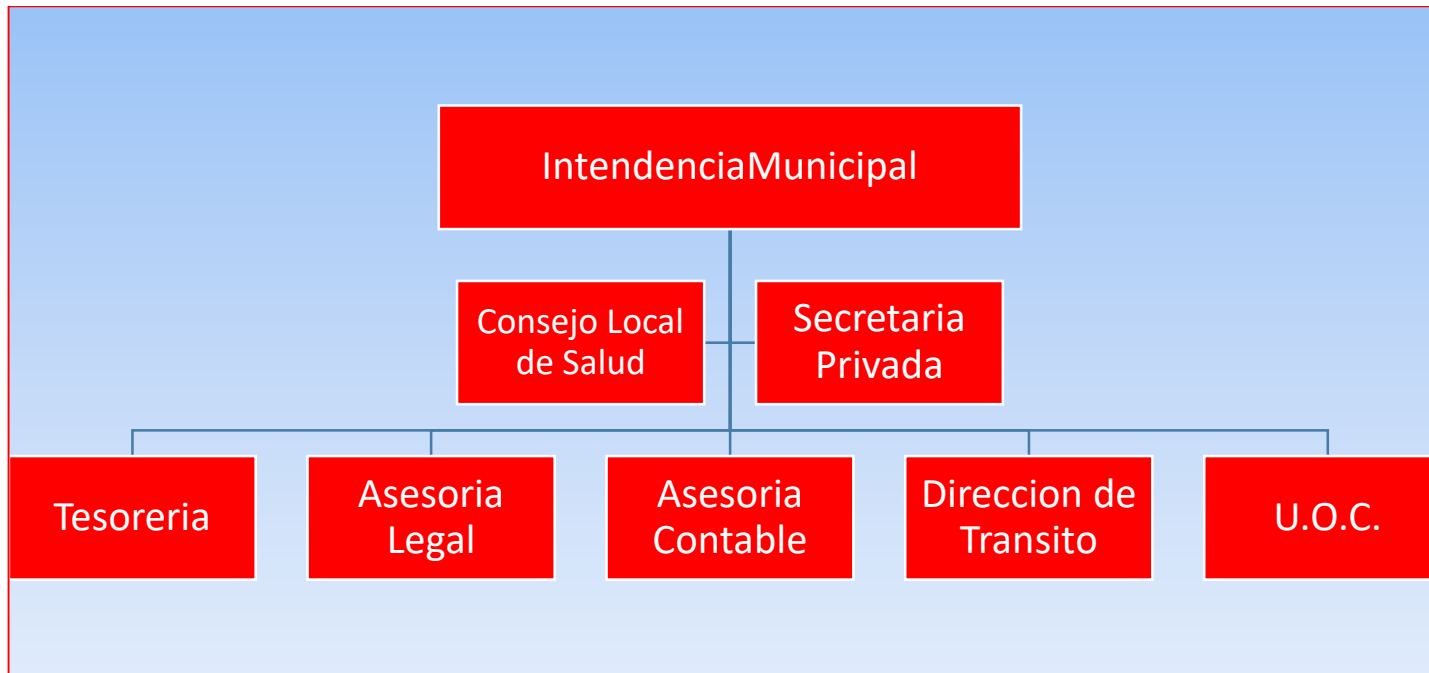 IntendenciaMunicipal
Consejo Local
de Salud
Secretaria
Privada
Tesoreria
Asesoria
Legal
Asesoria
Contable
Direccion de
Transito
U.O.C.